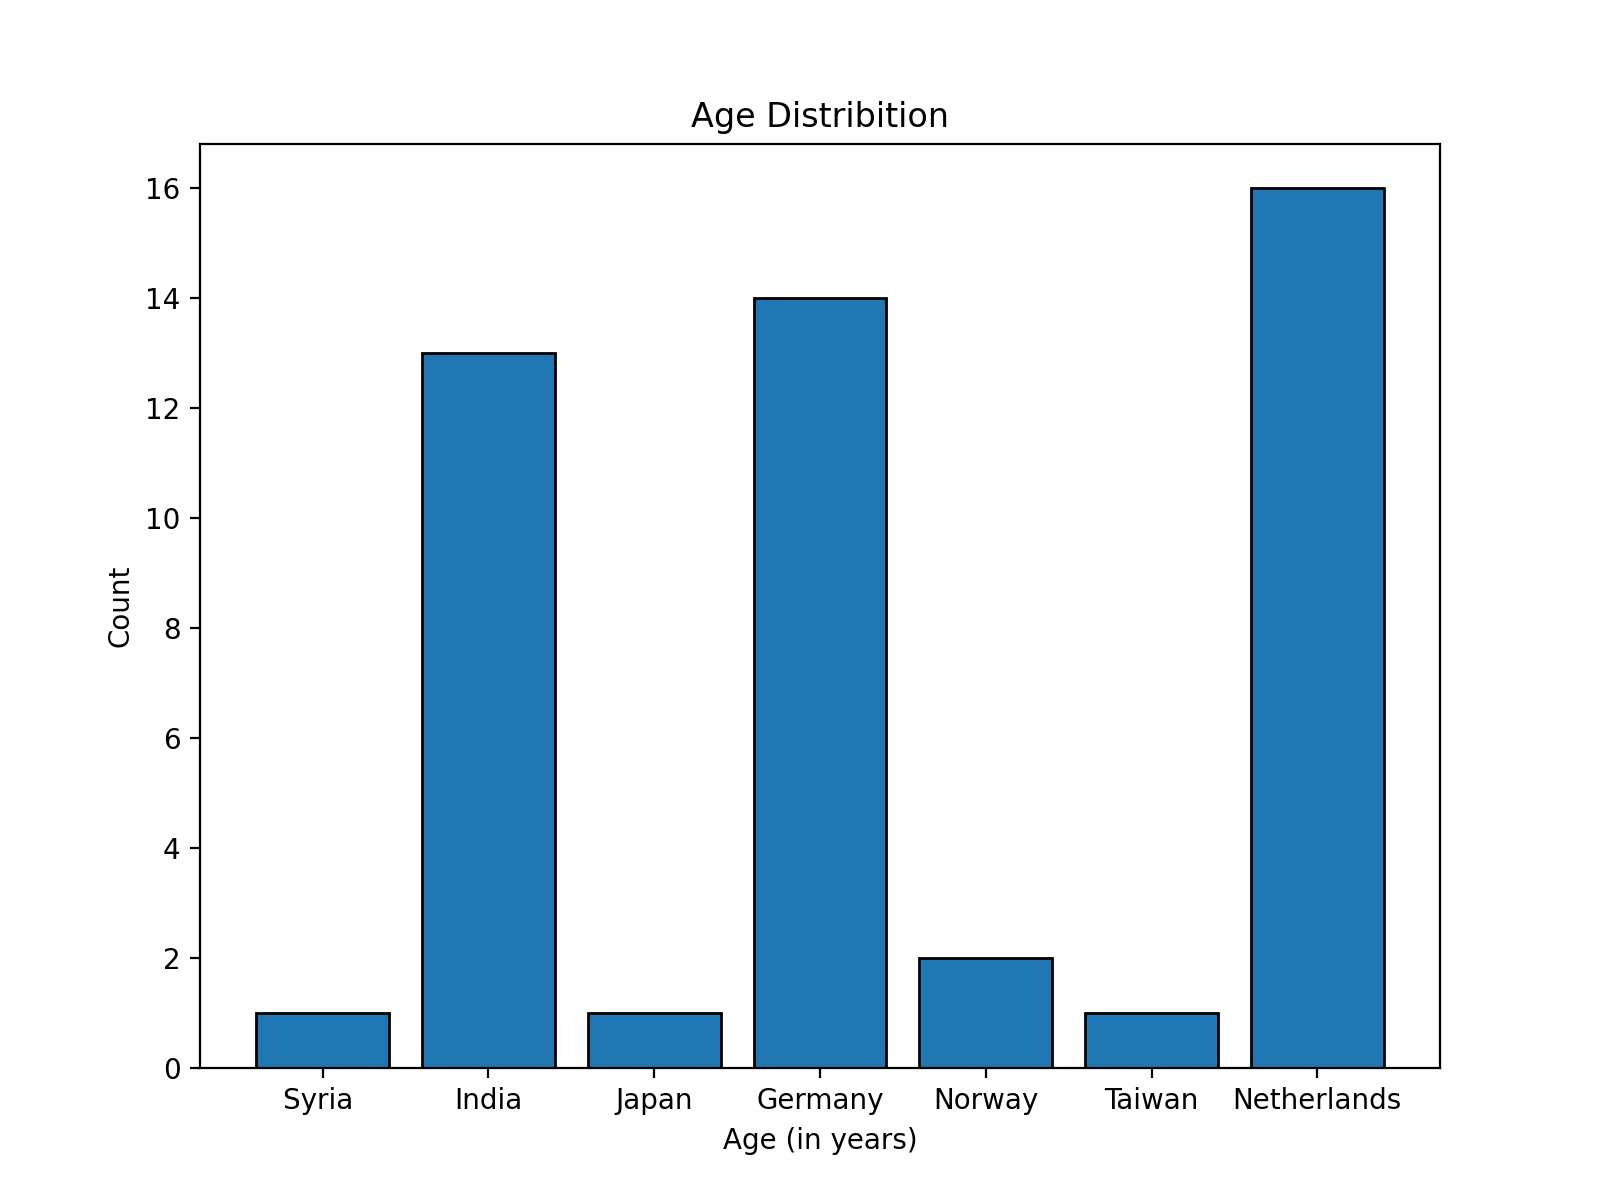 Age Distribition
16
14
12
10
8
6
4
2
0
Count
Syria India Japan Germany Norway Taiwan Netherlands
Age (in years)